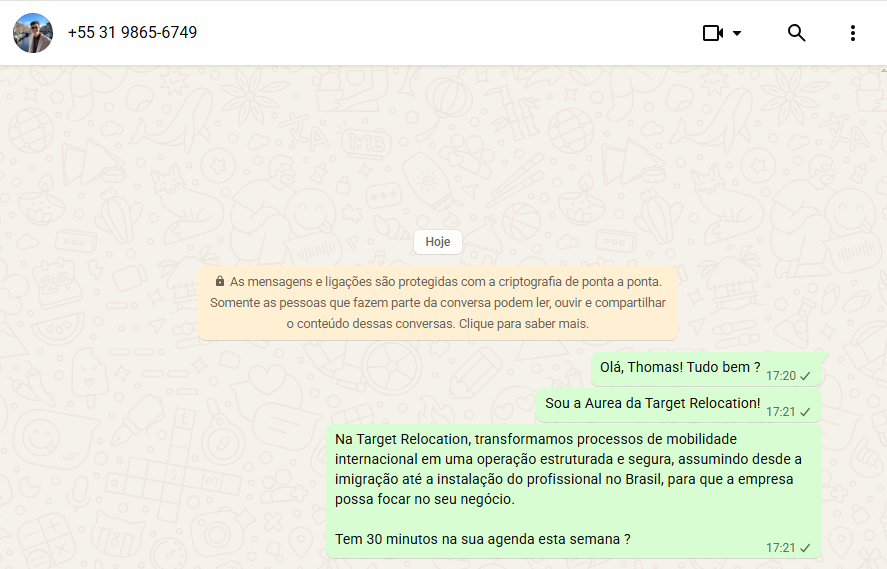 +55 31 9865-6749
Hoje
As mensagens e ligações são protegidas com a criptografia de ponta a ponta.
Somente as pessoas que fazem parte da conversa podem ler, ouvir e compartilhar
o conteúdo dessas conversas. Clique para saber mais.
Olá, Thomas! Tudo bem ? 17:20
Sou a Aurea da Target Relocation! 17:21
Na Target Relocation, transformamos processos de mobilidade
internacional em uma operação estruturada e segura, assumindo desde a
imigração até a instalação do profissional no Brasil, para que a empresa
possa focar no seu negócio.
Tem 30 minutos na sua agenda esta semana ?
17:21